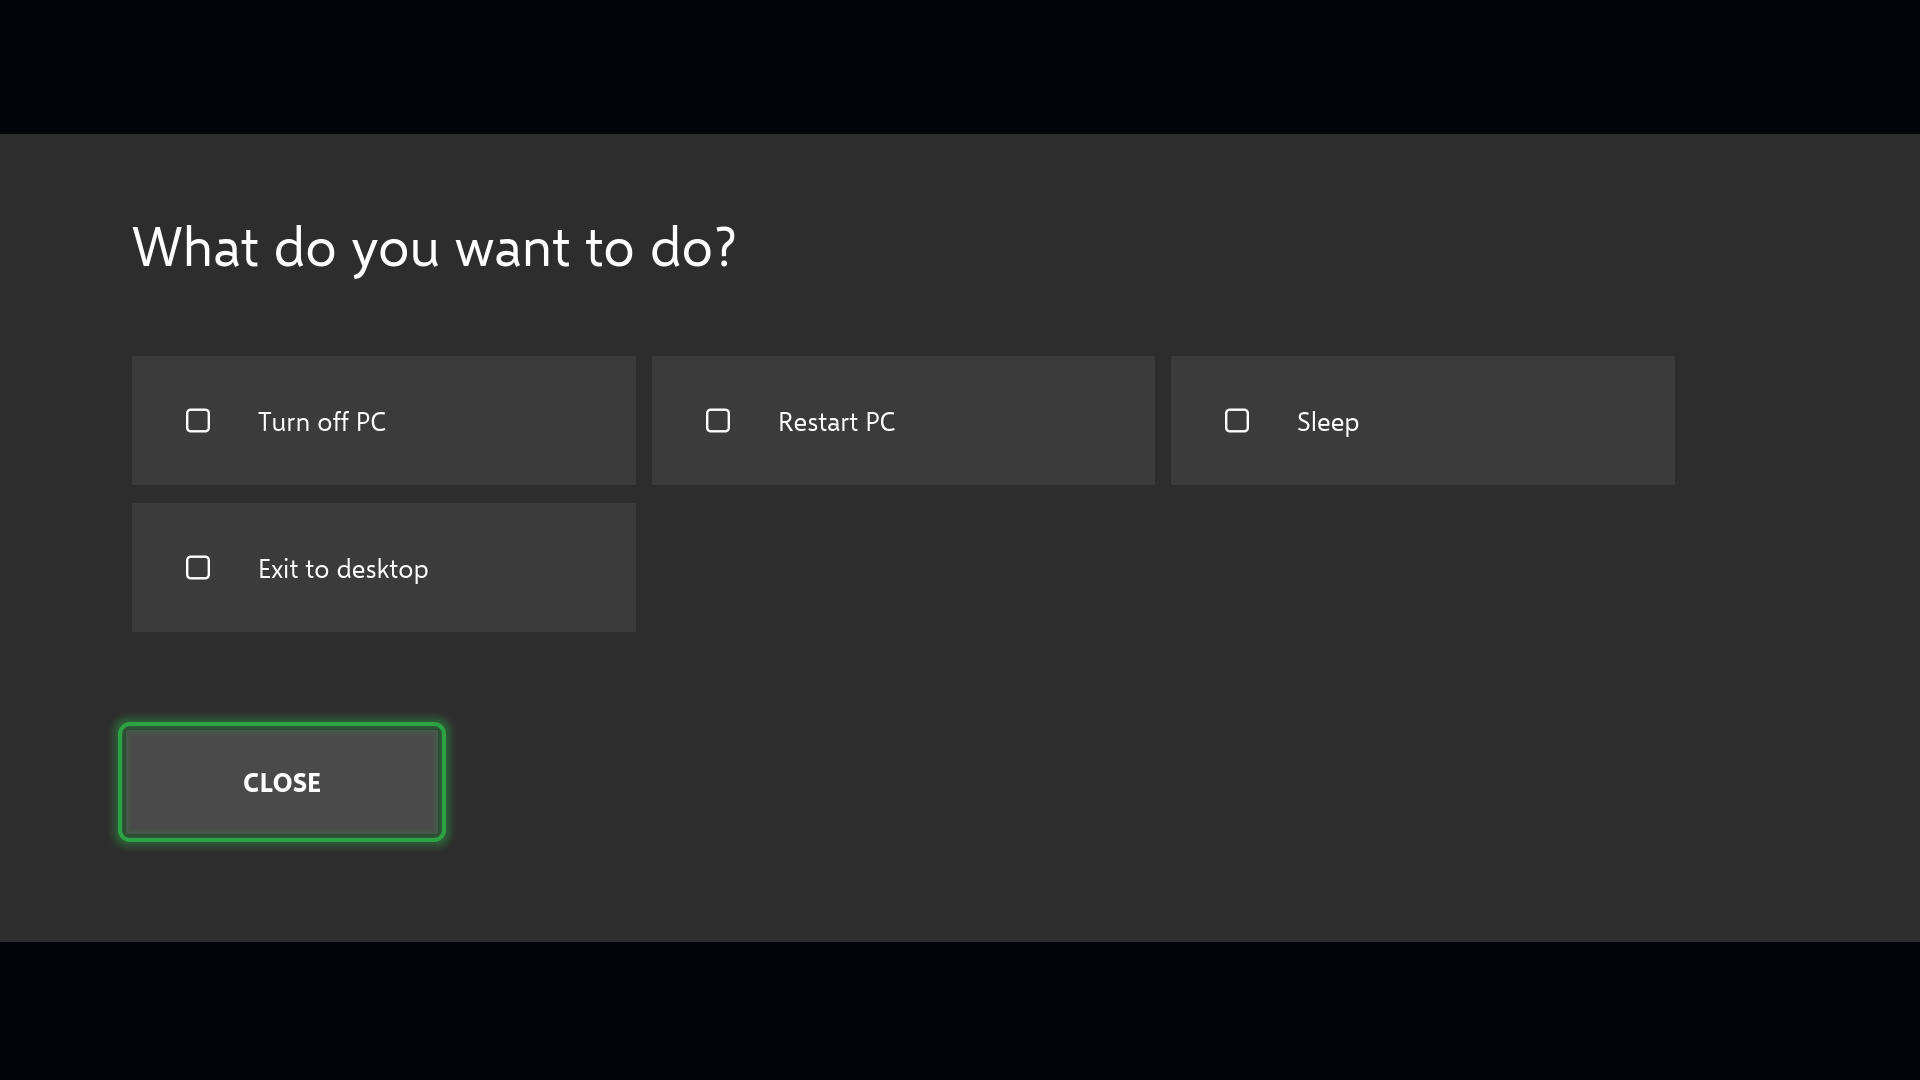 What do you want to do?
Turn off PC
Restart PC
Sleep
Exit to desktop
CLOSE